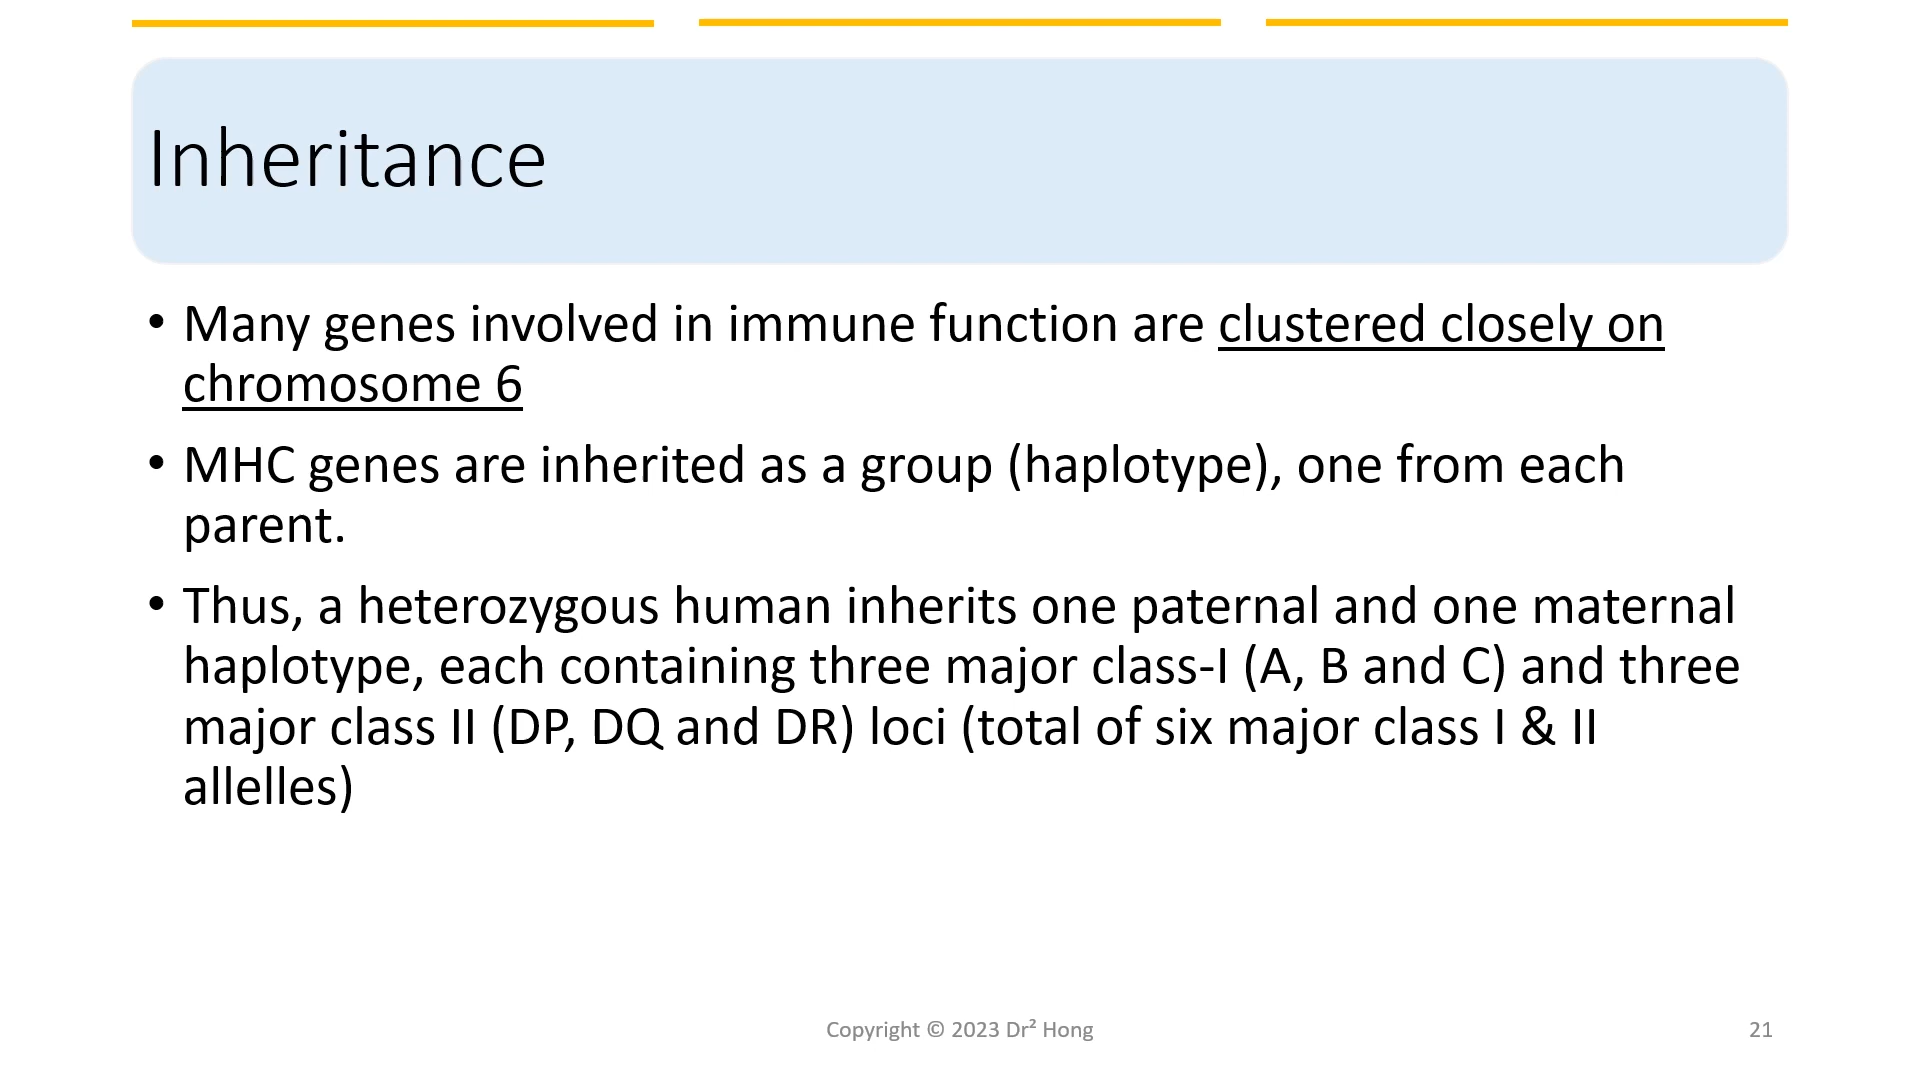 Inheritance
• Many genes involved in immune function are clustered closely on
chromosome 6
• MHC genes are inherited as a group (haplotype), one from each
parent.
• Thus, a heterozygous human inherits one paternal and one maternal
haplotype, each containing three major class-I (A, B and C) and three
major class II (DP, DQ and DR) loci (total of six major class I & II
allelles)
Copyright © 2023 Dr² Hong
21